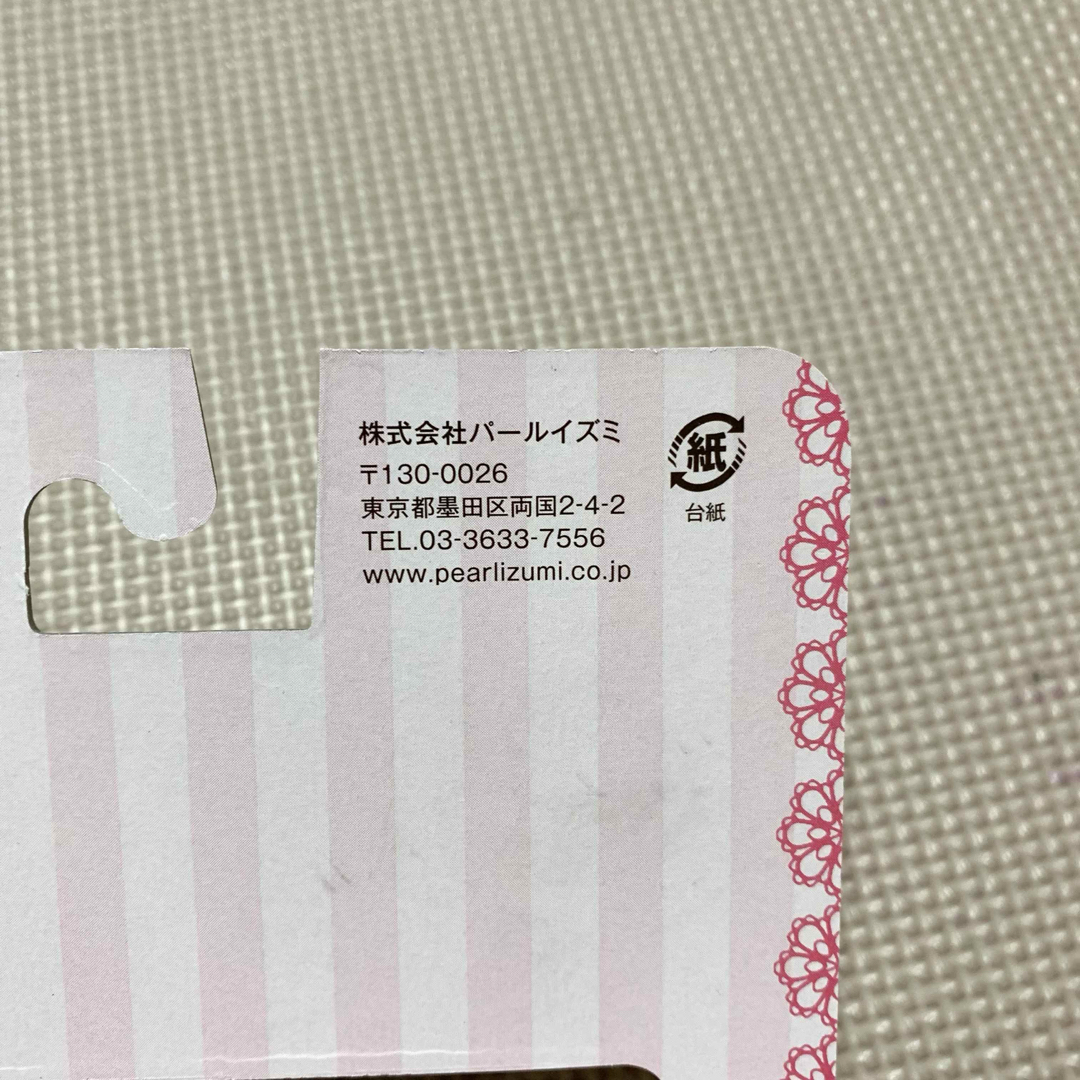 株式会社パールイズミ
〒130-0026
東京都墨田区両国2-4-2
TEL.03-3633-7556
www.pearlizumi.co.jp
紙
台紙